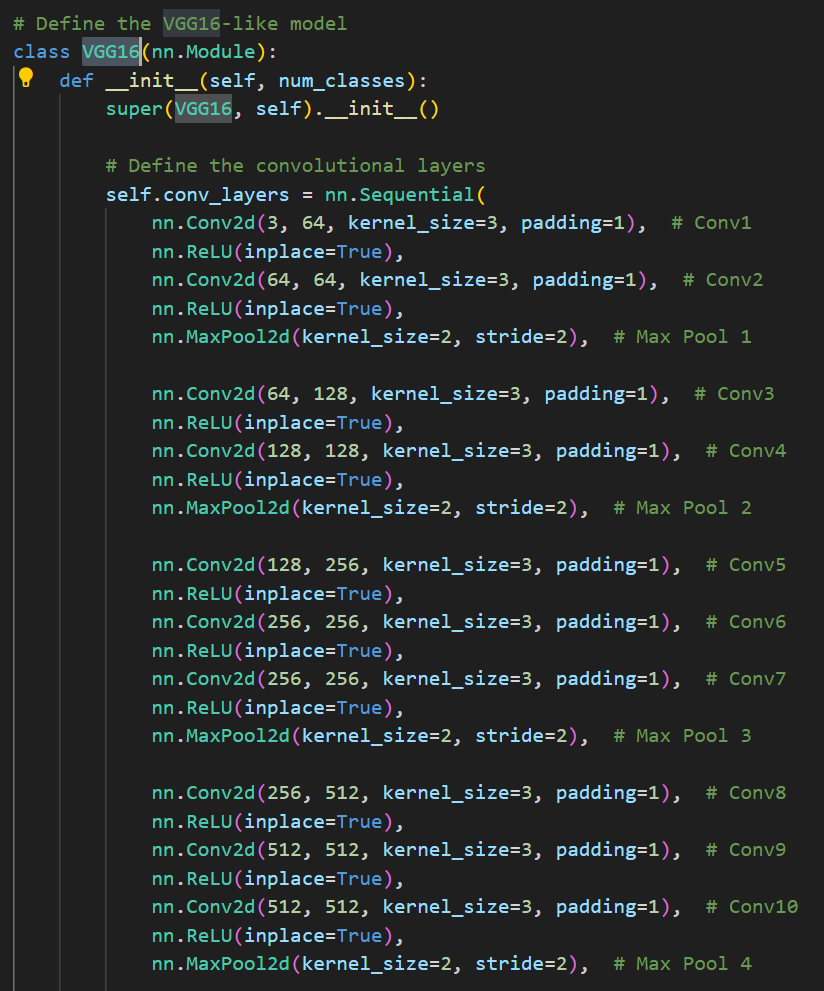 # Define the VGG16-like model
class VGG16(nn.Module):
    def __init__(self, num_classes):
        super(VGG16, self).__init__()

        # Define the convolutional layers
        self.conv_layers = nn.Sequential(
            nn.Conv2d(3, 64, kernel_size=3, padding=1),  # Conv1
            nn.ReLU(inplace=True),
            nn.Conv2d(64, 64, kernel_size=3, padding=1),  # Conv2
            nn.ReLU(inplace=True),
            nn.MaxPool2d(kernel_size=2, stride=2),  # Max Pool 1

            nn.Conv2d(64, 128, kernel_size=3, padding=1),  # Conv3
            nn.ReLU(inplace=True),
            nn.Conv2d(128, 128, kernel_size=3, padding=1),  # Conv4
            nn.ReLU(inplace=True),
            nn.MaxPool2d(kernel_size=2, stride=2),  # Max Pool 2

            nn.Conv2d(128, 256, kernel_size=3, padding=1),  # Conv5
            nn.ReLU(inplace=True),
            nn.Conv2d(256, 256, kernel_size=3, padding=1),  # Conv6
            nn.ReLU(inplace=True),
            nn.Conv2d(256, 256, kernel_size=3, padding=1),  # Conv7
            nn.ReLU(inplace=True),
            nn.MaxPool2d(kernel_size=2, stride=2),  # Max Pool 3

            nn.Conv2d(256, 512, kernel_size=3, padding=1),  # Conv8
            nn.ReLU(inplace=True),
            nn.Conv2d(512, 512, kernel_size=3, padding=1),  # Conv9
            nn.ReLU(inplace=True),
            nn.Conv2d(512, 512, kernel_size=3, padding=1),  # Conv10
            nn.ReLU(inplace=True),
            nn.MaxPool2d(kernel_size=2, stride=2),  # Max Pool 4